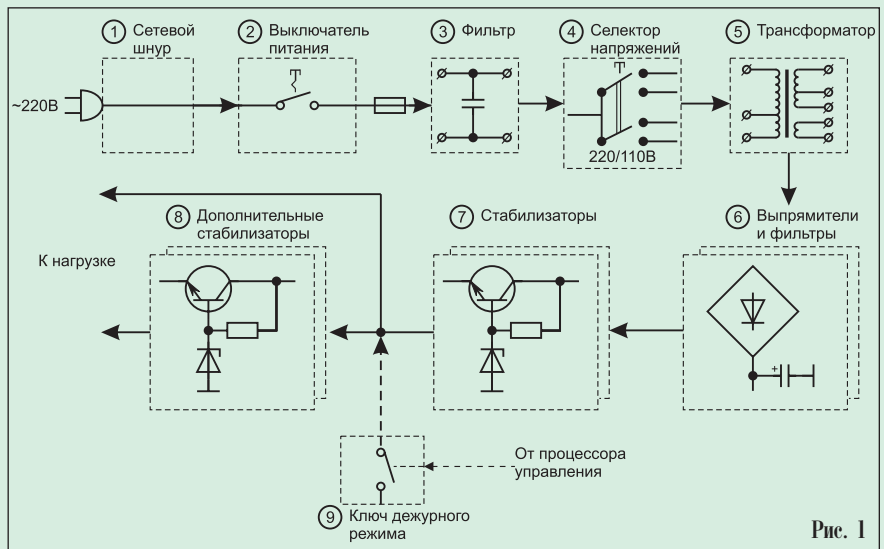 1 Сетевой
шнур
2 Выключатель
питания
3 Фильтр
4 Селектор
напряжений
5 Трансформатор
~220В
220/110В
8 Дополнительные
стабилизаторы
7 Стабилизаторы
6 Выпрямители
и фильтры
К нагрузке
+
От процессора
управления
9 Ключ дежурного
режима
Рис. 1